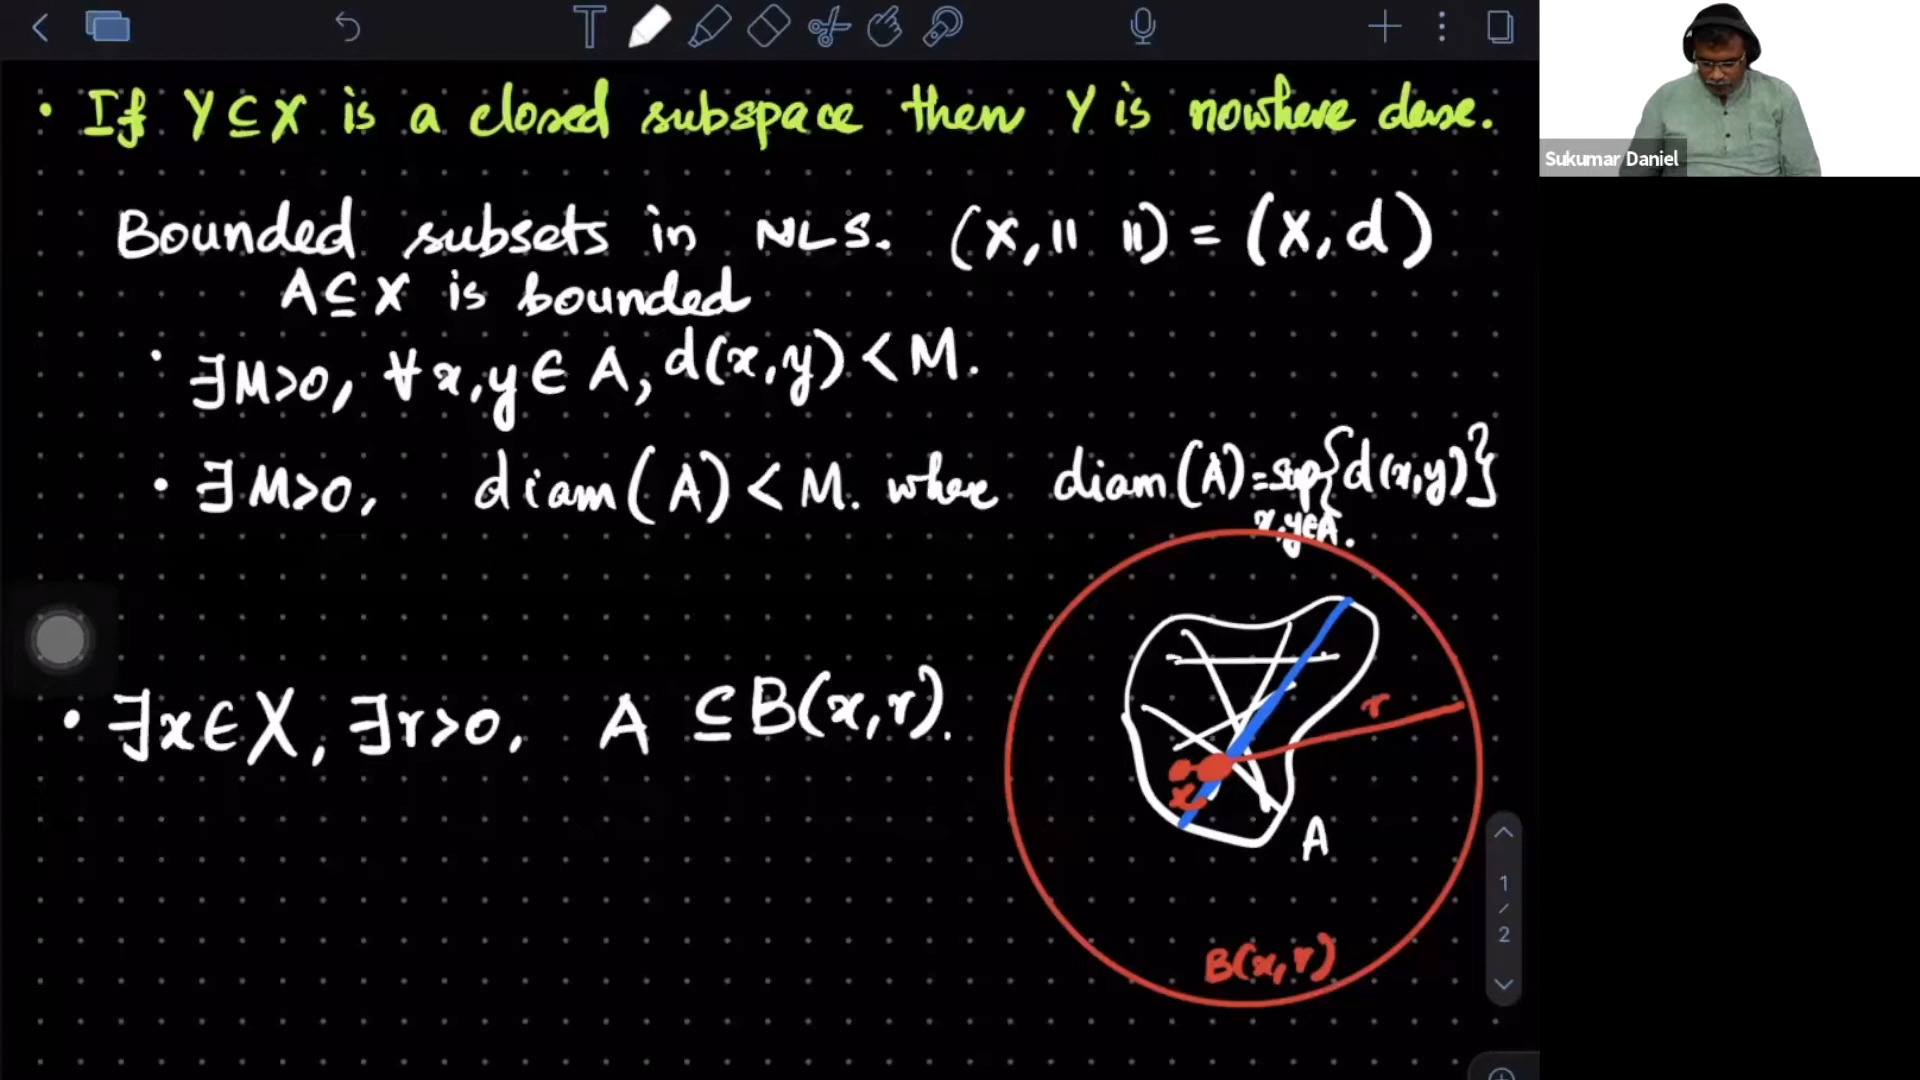 • If Y ⊆ X is a closed subspace then Y is nowhere dense.
Bounded subsets in NLS. (X, || ||) = (X, d)
A ⊆ X is bounded
• ∃M>0, ∀ x,y ∈ A, d(x,y) < M.
• ∃M>0, diam(A) < M. where diam(A) = sup{d(x,y)}
x,y∈A.
• ∃x∈X, ∃r>0, A ⊆ B(x,r).
r
x
A
B(x,r)
Sukumar Daniel
1
/
2